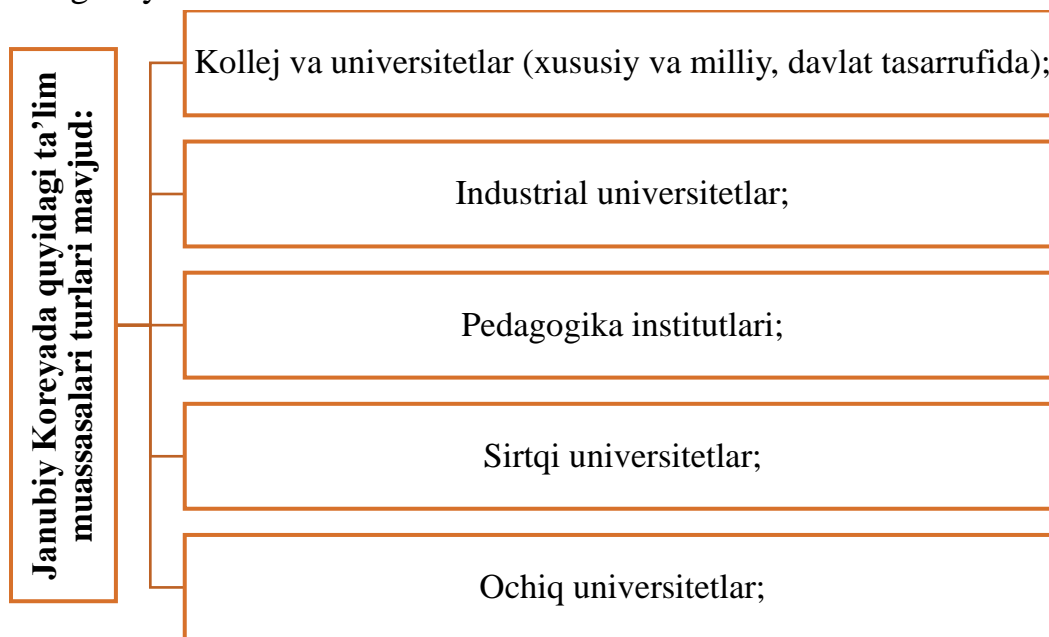 Janubiy Koreyada quyidagi ta’lim
muassasalari turlari mavjud:
Kollej va universitetlar (xususiy va milliy, davlat tasarrufida);
Industrial universitetlar;
Pedagogika institutlari;
Sirtqi universitetlar;
Ochiq universitetlar;